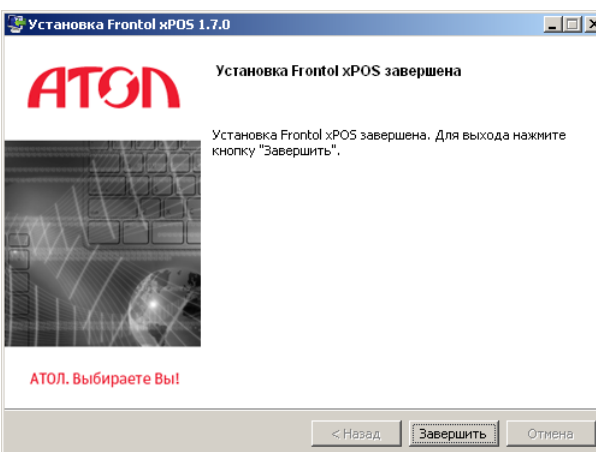 Установка Frontol xPOS 1.7.0
АТОЛ
Установка Frontol xPOS завершена
Установка Frontol xPOS завершена. Для выхода нажмите
кнопку "Завершить".
АТОЛ. Выбираете Вы!
< Назад
Завершить
Отмена